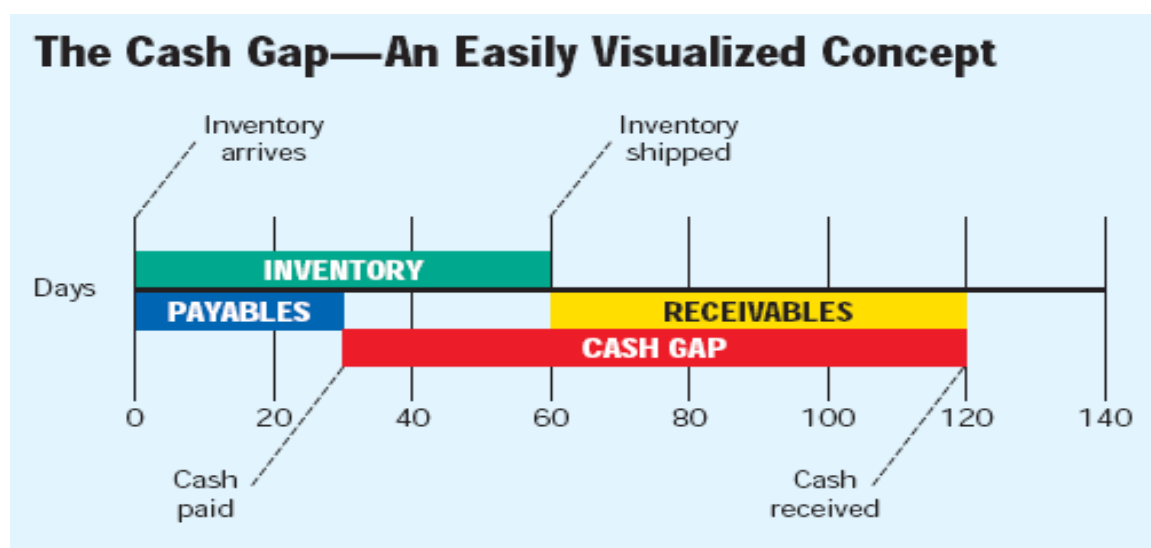 The Cash Gap—An Easily Visualized Concept
Inventory
arrives
Inventory
shipped
INVENTORY
Days
PAYABLES
RECEIVABLES
CASH GAP
0 20 40 60 80 100 120 140
Cash
paid
Cash
received